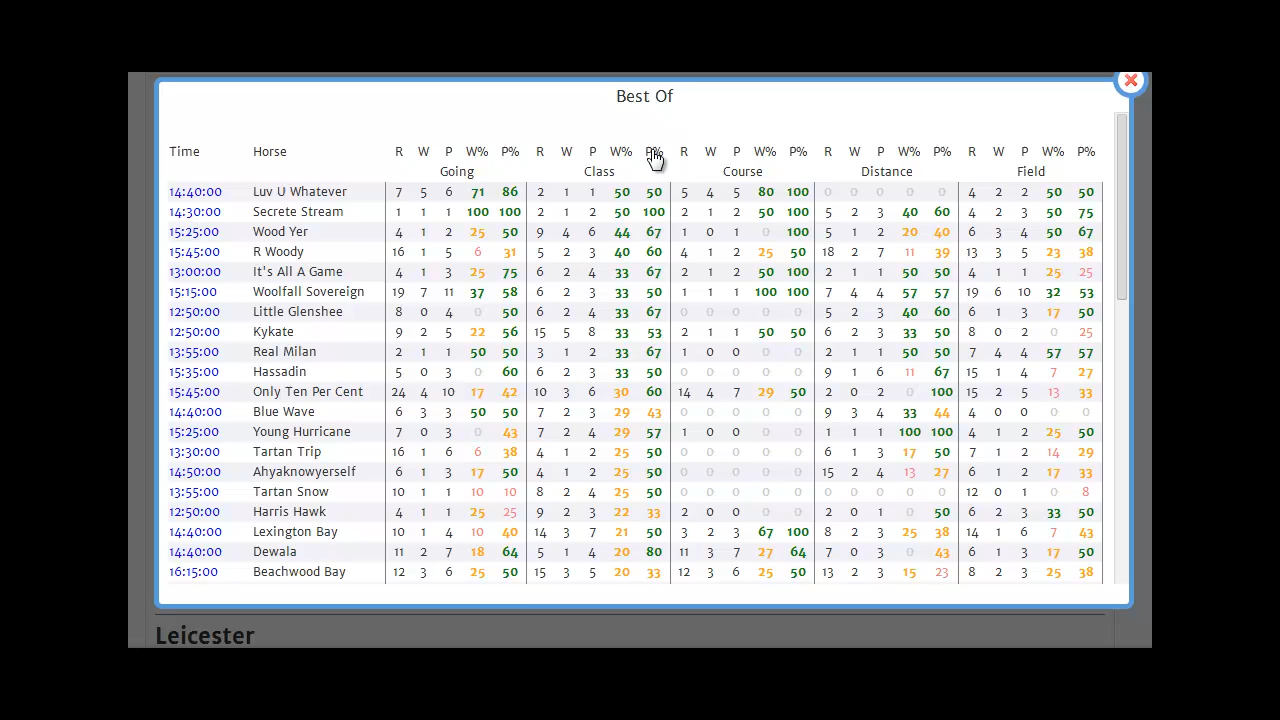 Best Of
Time Horse R W P W% P% R W P W% P% R W P W% P% R W P W% P% R W P W% P%
Going Class Course Distance Field
14:40:00 Luv U Whatever 7 5 6 71 86 2 1 1 50 50 5 4 5 80 100 0 0 0 0 0 4 2 2 50 50
14:30:00 Secrete Stream 1 1 1 100 100 2 1 2 50 100 2 1 2 50 100 5 2 3 40 60 4 2 3 50 75
15:25:00 Wood Yer 4 1 2 25 50 9 4 6 44 67 1 0 1 0 100 5 1 2 20 40 6 3 4 50 67
15:45:00 R Woody 16 1 5 6 31 5 2 3 40 60 4 1 2 25 50 18 2 7 11 39 13 3 5 23 38
13:00:00 It's All A Game 4 1 3 25 75 6 2 4 33 67 2 1 2 50 100 2 1 1 50 50 4 1 1 25 25
15:15:00 Woolfall Sovereign 19 7 11 37 58 6 2 3 33 50 1 1 1 100 100 7 4 4 57 57 19 6 10 32 53
12:50:00 Little Glenshee 8 0 4 0 50 6 2 4 33 67 0 0 0 0 0 5 2 3 40 60 6 1 3 17 50
12:50:00 Kykate 9 2 5 22 56 15 5 8 33 53 2 1 1 50 50 6 2 3 33 50 8 0 2 0 25
13:55:00 Real Milan 2 1 1 50 50 3 1 2 33 67 1 0 0 0 0 2 1 1 50 50 7 4 4 57 57
15:35:00 Hassadin 5 0 3 0 60 6 2 3 33 50 0 0 0 0 0 9 1 6 11 67 15 1 4 7 27
15:45:00 Only Ten Per Cent 24 4 10 17 42 10 3 6 30 60 14 4 7 29 50 2 0 2 0 100 15 2 5 13 33
14:40:00 Blue Wave 6 3 3 50 50 7 2 3 29 43 0 0 0 0 0 9 3 4 33 44 4 0 0 0 0
15:25:00 Young Hurricane 7 0 3 0 43 7 2 4 29 57 1 0 0 0 0 1 1 1 100 100 4 1 2 25 50
13:30:00 Tartan Trip 16 1 6 6 38 4 1 2 25 50 0 0 0 0 0 6 1 3 17 50 7 1 2 14 29
14:50:00 Ahyaknowyerself 6 1 3 17 50 4 1 2 25 50 0 0 0 0 0 15 2 4 13 27 6 1 2 17 33
13:55:00 Tartan Snow 10 1 1 10 10 8 2 4 25 50 0 0 0 0 0 0 0 0 0 0 12 0 1 0 8
12:50:00 Harris Hawk 4 1 1 25 25 9 2 3 22 33 2 0 0 0 0 2 0 1 0 50 6 2 3 33 50
14:40:00 Lexington Bay 10 1 4 10 40 14 3 7 21 50 3 2 3 67 100 8 2 3 25 38 14 1 6 7 43
14:40:00 Dewala 11 2 7 18 64 5 1 4 20 80 11 3 7 27 64 7 0 3 0 43 6 1 3 17 50
16:15:00 Beachwood Bay 12 3 6 25 50 15 3 5 20 33 12 3 6 25 50 13 2 3 15 23 8 2 3 25 38
Leicester